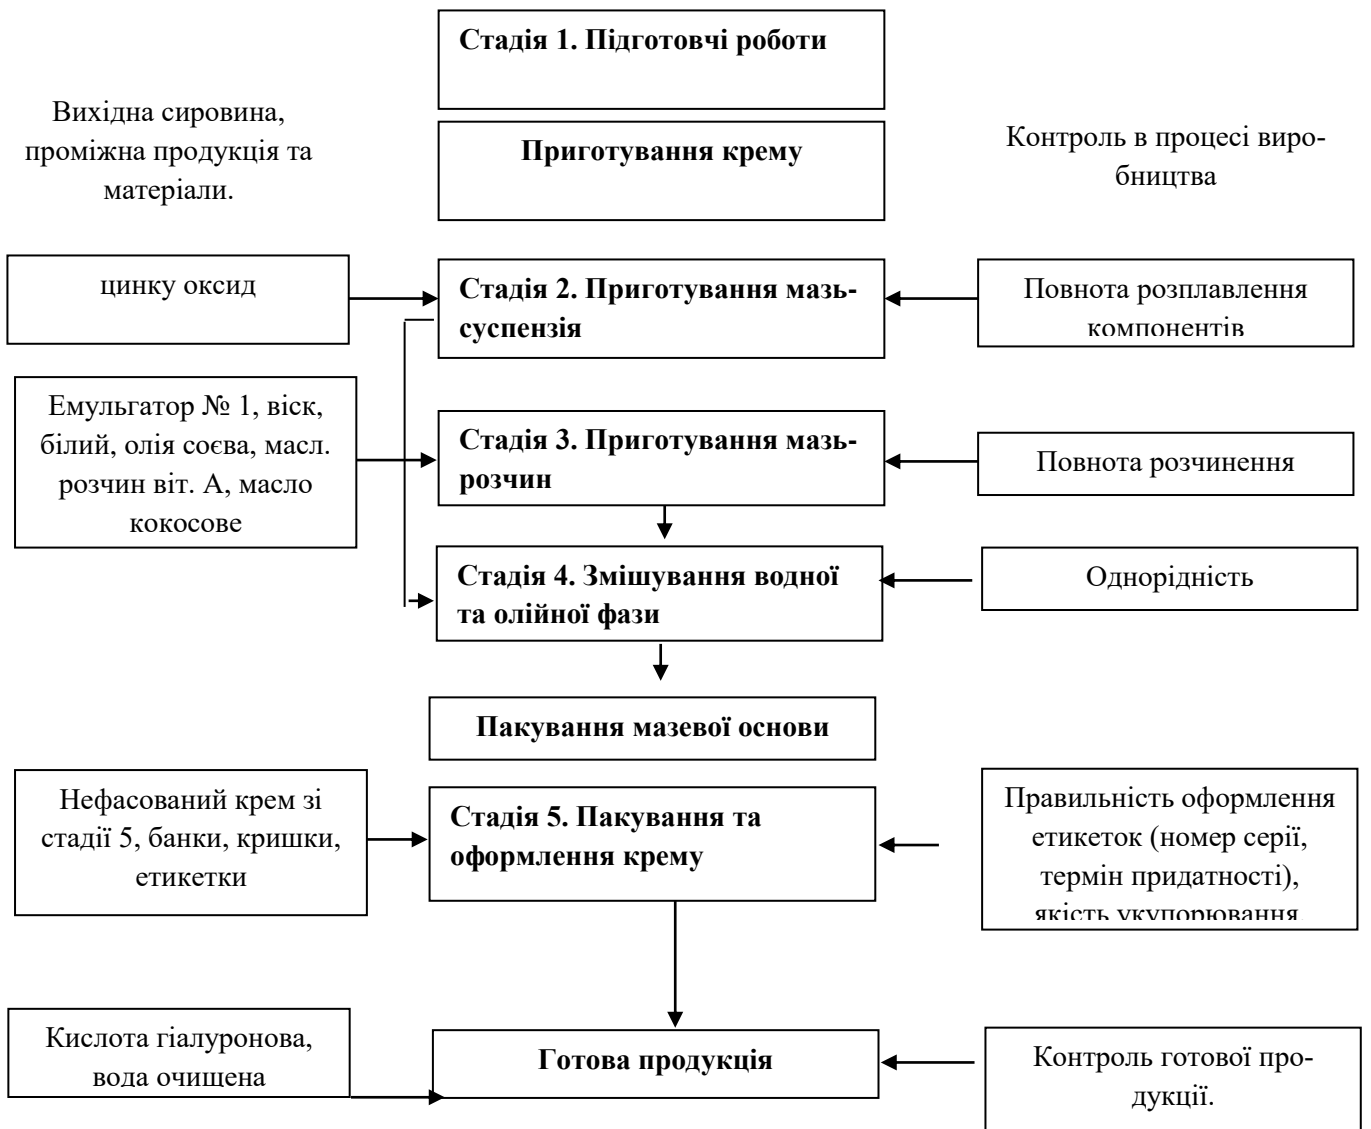 Стадія 1. Підготовчі роботи
Вихідна сировина,
проміжна продукція та
матеріали.
Приготування крему
Контроль в процесі виро-
бництва
цинку оксид
Стадія 2. Приготування мазь-
суспензія
Повнота розплавлення
компонентів
Емульгатор № 1, віск,
білий, олія соєва, масл.
розчин віт. А, масло
кокосове
Стадія 3. Приготування мазь-
розчин
Повнота розчинення
Стадія 4. Змішування водної
та олійної фази
Однорідність
Пакування мазевої основи
Нефасований крем зі
стадії 5, банки, кришки,
етикетки
Стадія 5. Пакування та
оформлення крему
Правильність оформлення
етикеток (номер серії,
термін придатності),
якість укупорювання.
Кислота гіалуронова,
вода очищена
Готова продукція
Контроль готової про-
дукції.